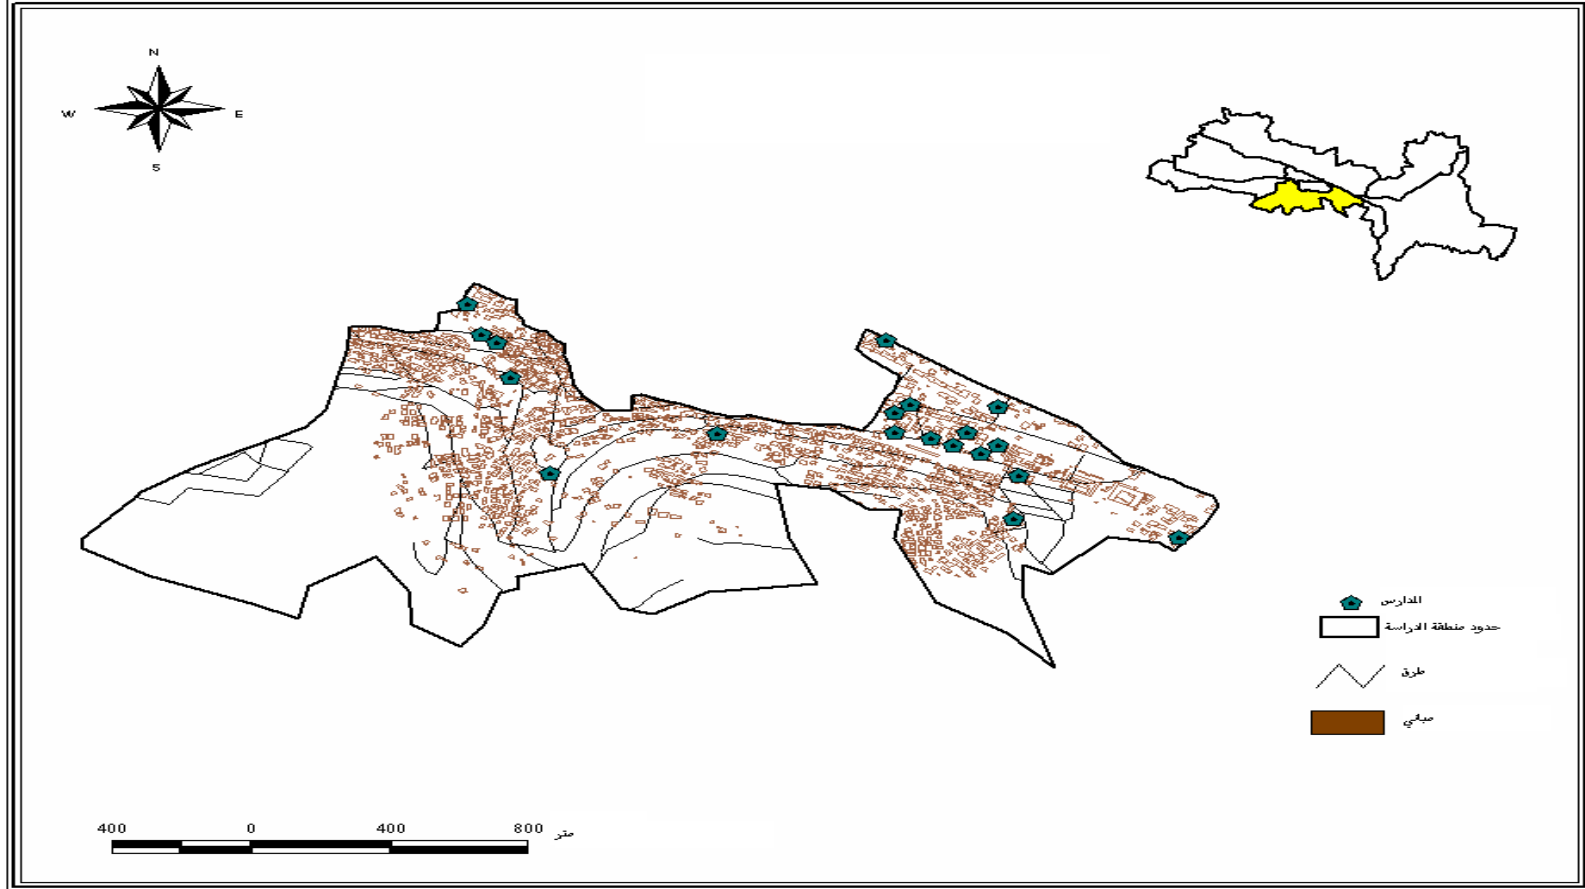 N
W E
S
المدارس
حدود منطقة الدراسة
طرق
مباني
400 0 400 800 متر